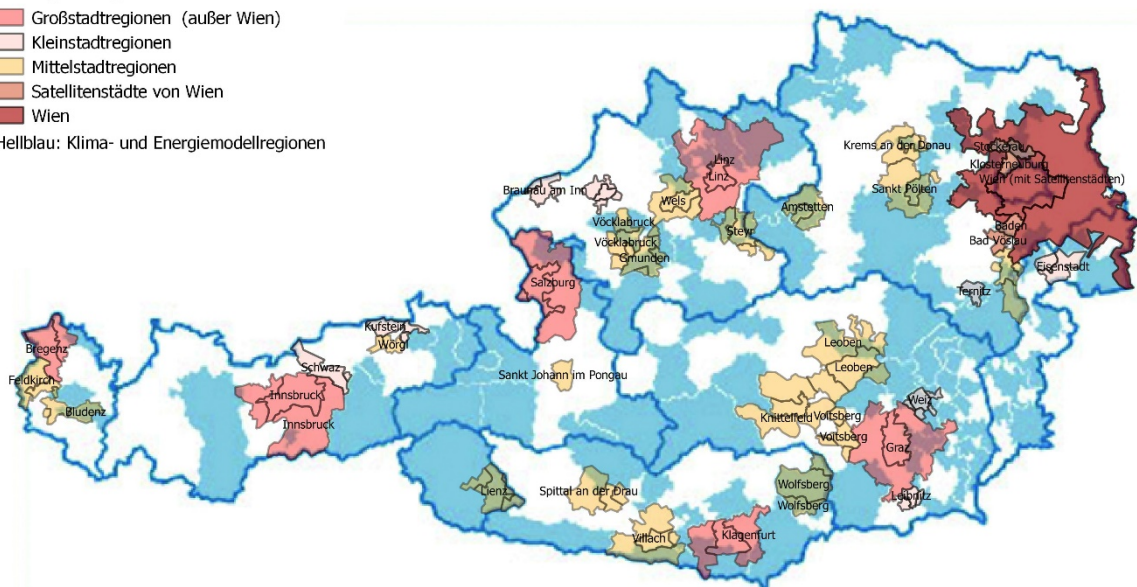 Großstadtregionen (außer Wien)
Kleinstadtregionen
Mittelstadtregionen
Satellitenstädte von Wien
Wien
Hellblau: Klima- und Energiemodellregionen
Krems an der Donau
Stockerau
Klosterneuburg
Wien (mit Satellitenstädten)
Linz
Linz
Sankt Pölten
Braunau am Inn
Wels
Amstetten
Vöcklabruck
Steyr
Baden
Vöcklabruck
Bad Vöslau
Gmunden
Eisenstadt
Salzburg
Ternitz
Kufstein
Wörgl
Bregenz
Leoben
Schwaz
Leoben
Sankt Johann im Pongau
Feldkirch
Innsbruck
Weiz
Bludenz
Knittelfeld
Voitsberg
Innsbruck
Voitsberg
Graz
Wolfsberg
Lienz
Spittal an der Drau
Leibnitz
Wolfsberg
Villach
Klagenfurt